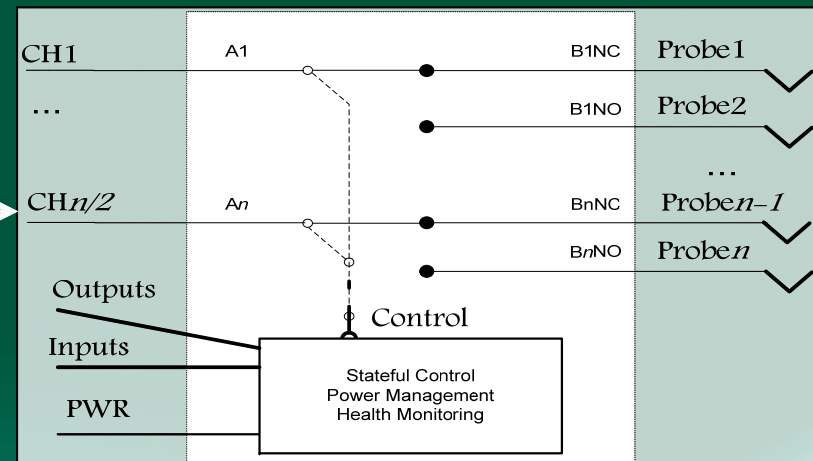 CH1 A1 B1NC Probe1
... B1NO Probe2
...
CHn/2 An BnNC Proben-1
BnNO Proben
Outputs
Control
Inputs
Stateful Control
PWR Power Management
Health Monitoring